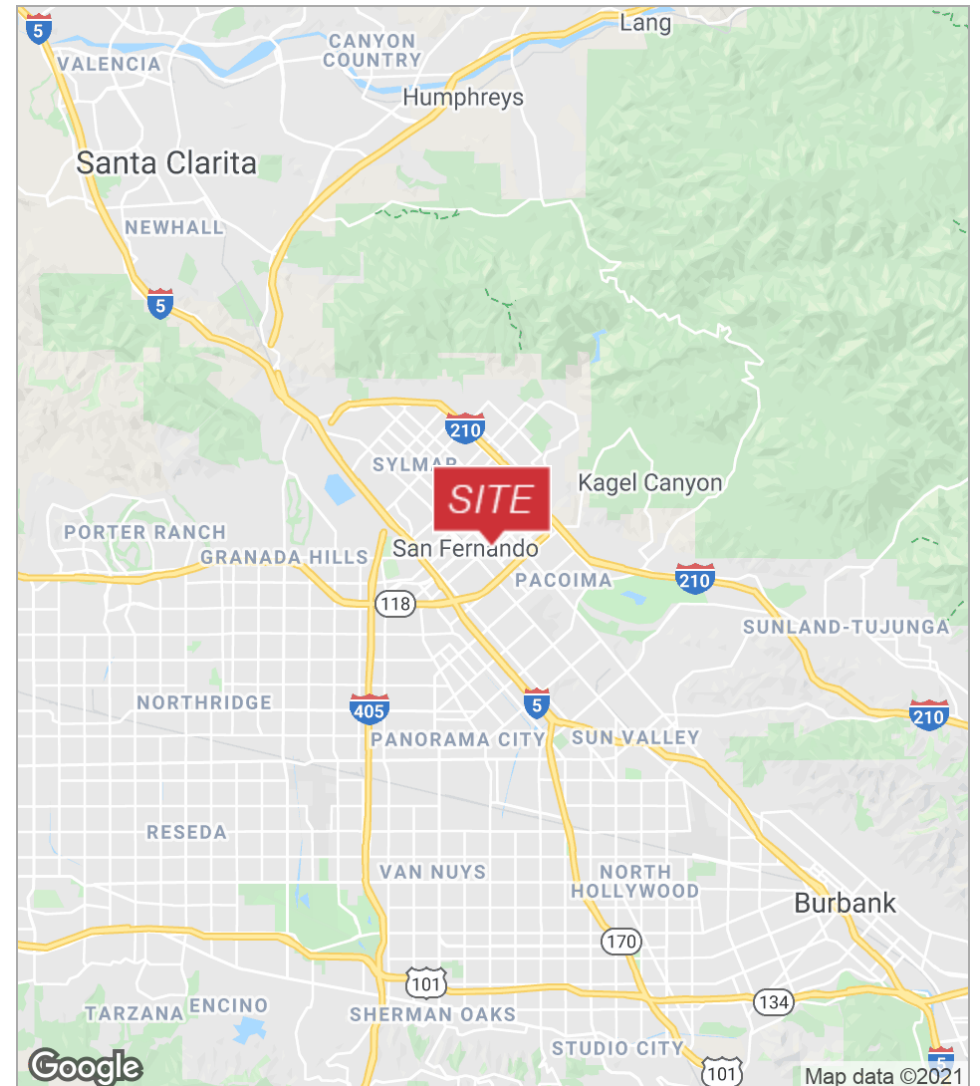 Lang
5
CANYON
COUNTRY
VALENCIA
Humphreys
Santa Clarita
NEWHALL
5
210
SYLMAR
SITE
Kagel Canyon
PORTER RANCH
GRANADA HILLS
San Fernando
PACOIMA
210
118
SUNLAND-TUJUNGA
NORTHRIDGE
405
5
210
PANORAMA CITY
SUN VALLEY
RESEDA
VAN NUYS
NORTH
HOLLYWOOD
Burbank
170
101
134
TARZANA
ENCINO
SHERMAN OAKS
STUDIO CITY
5
101
Google
Map data ©2021